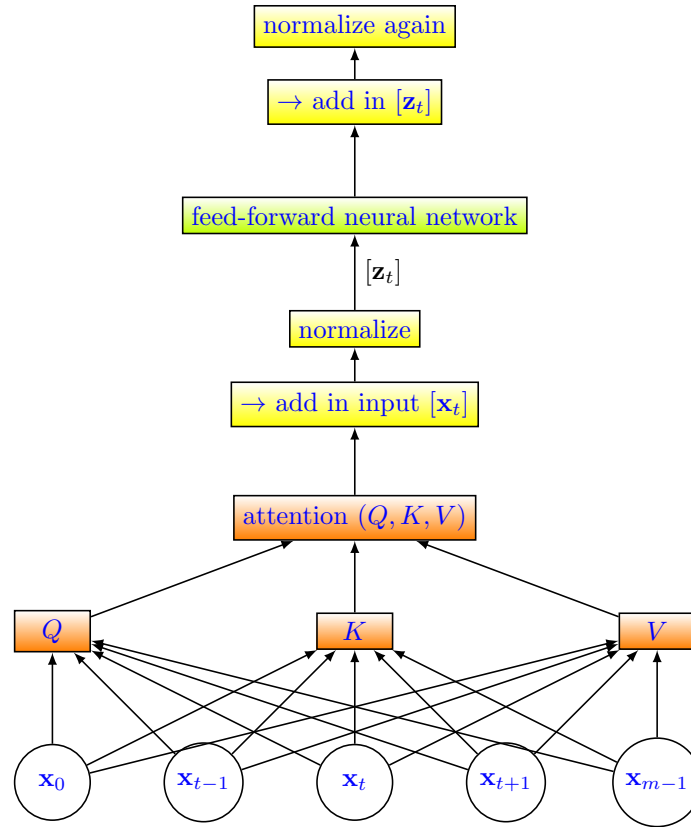 normalize again
→ add in [z_t]
feed-forward neural network
[z_t]
normalize
→ add in input [x_t]
attention (Q, K, V)
Q K V
x_0 x_{t−1} x_t x_{t+1} x_{m−1}